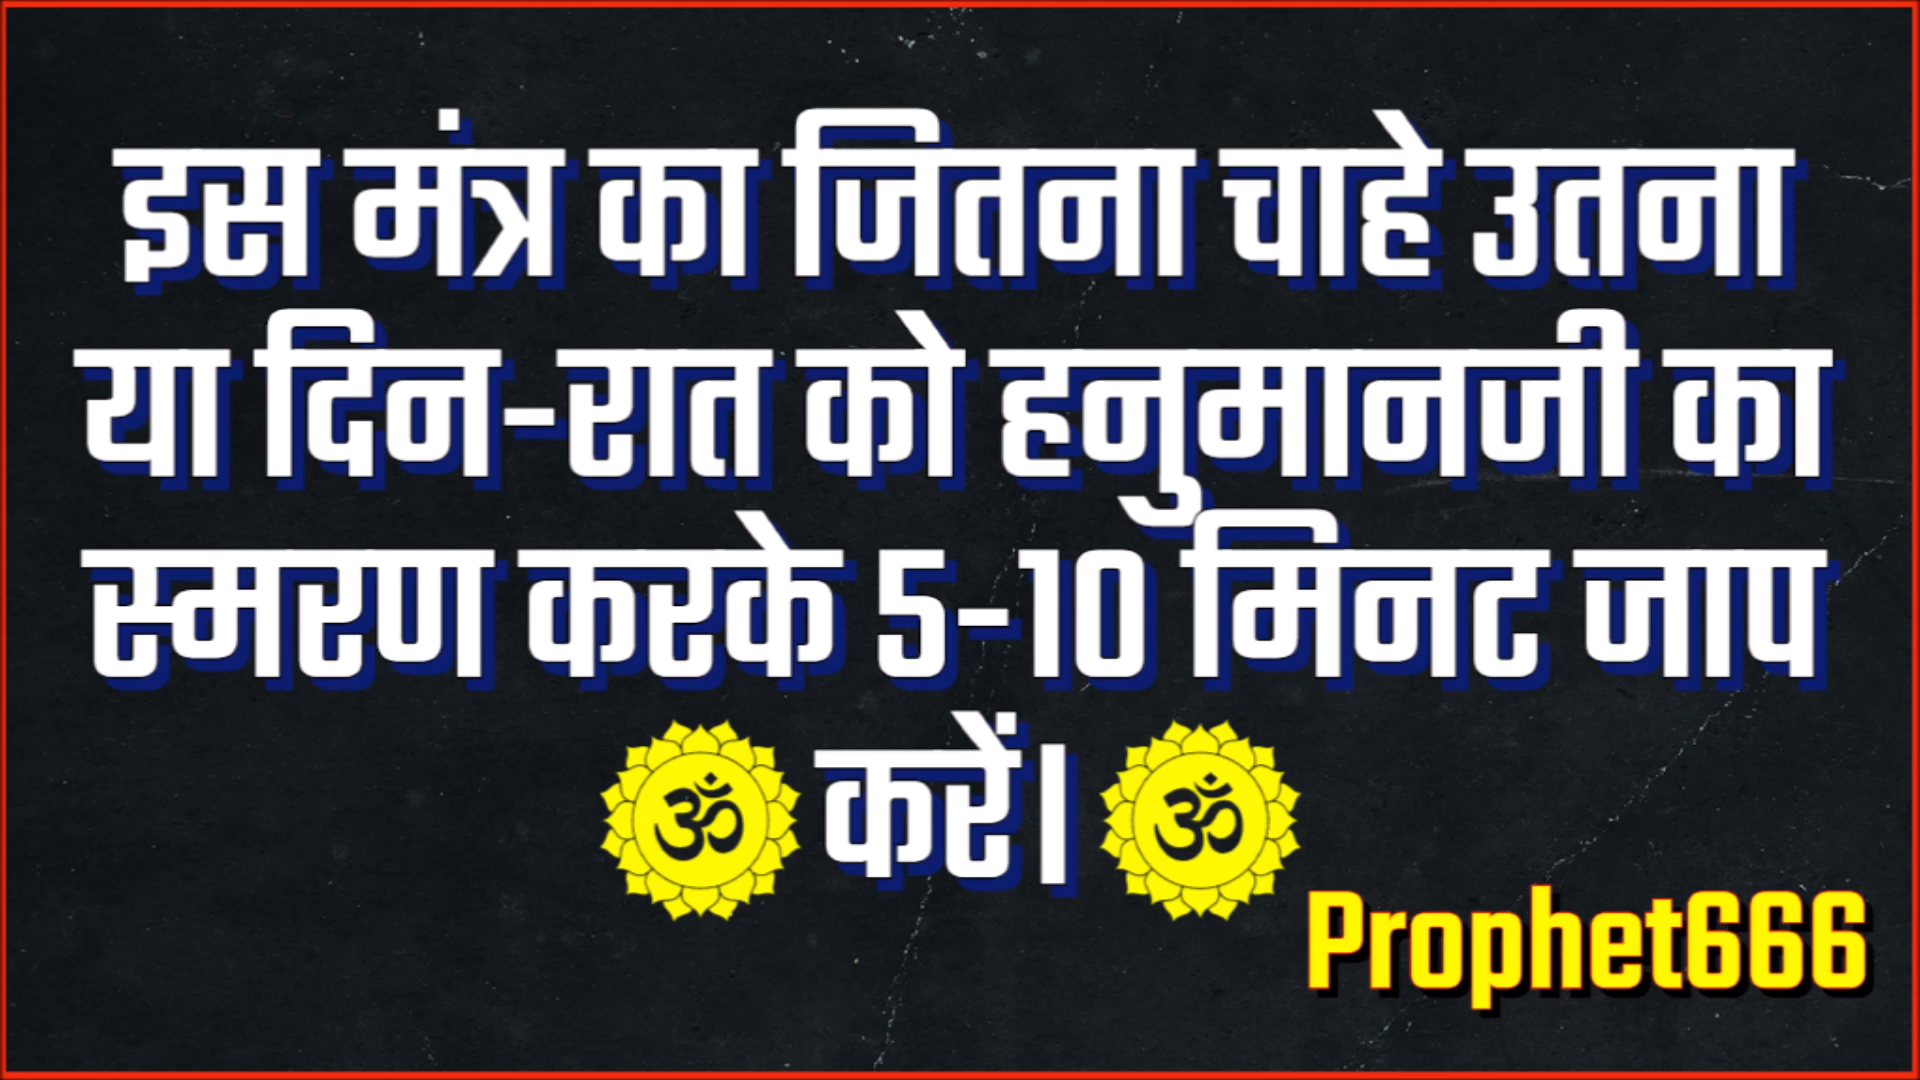 इस मंत्र का जितना चाहे उतना
या दिन-रात को हनुमानजी का
स्मरण करके 5-10 मिनट जाप
ॐ करें। ॐ
Prophet666